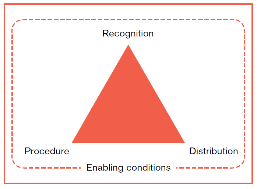 Recognition
Procedure
Distribution
Enabling conditions